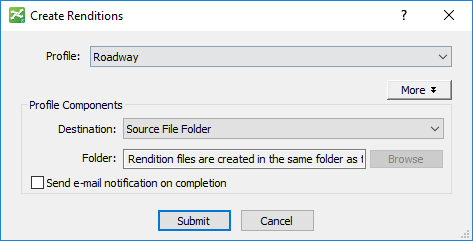 Create Renditions
?
Profile: Roadway
More
Profile Components
Destination: Source File Folder
Folder: Rendition files are created in the same folder as Browse
Send e-mail notification on completion
Submit Cancel